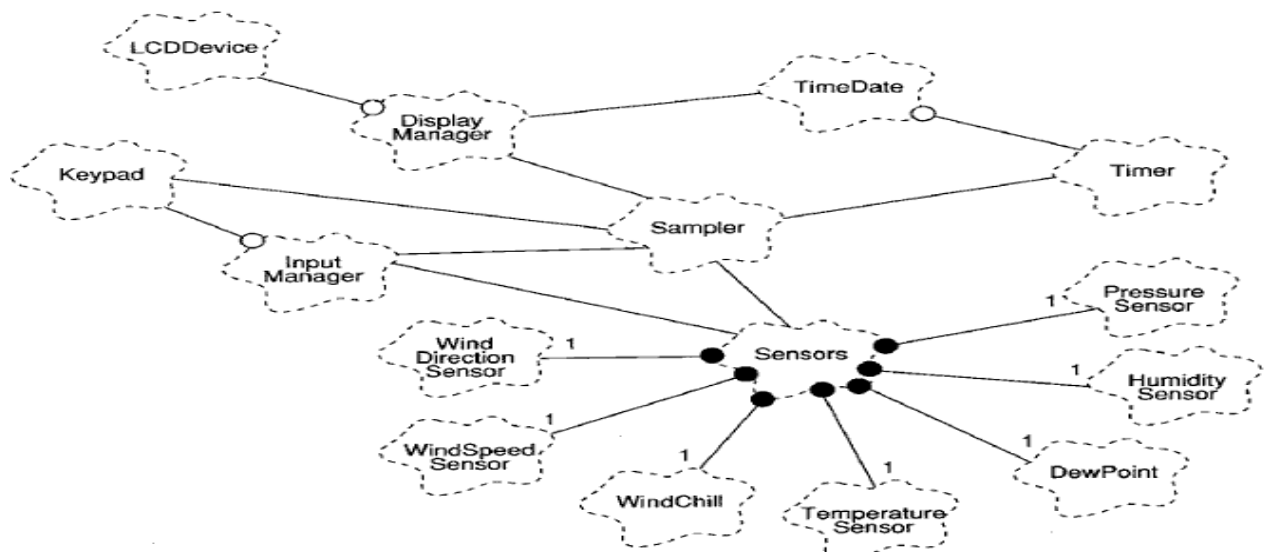 LCDDevice
TimeDate
Display
Manager
Keypad
Timer
Sampler
Input
Manager
Pressure
Sensor
1
Wind
Direction
Sensor
1
Sensors
1
Humidity
Sensor
1
WindSpeed
Sensor
1
DewPoint
1
WindChill
1
Temperature
Sensor